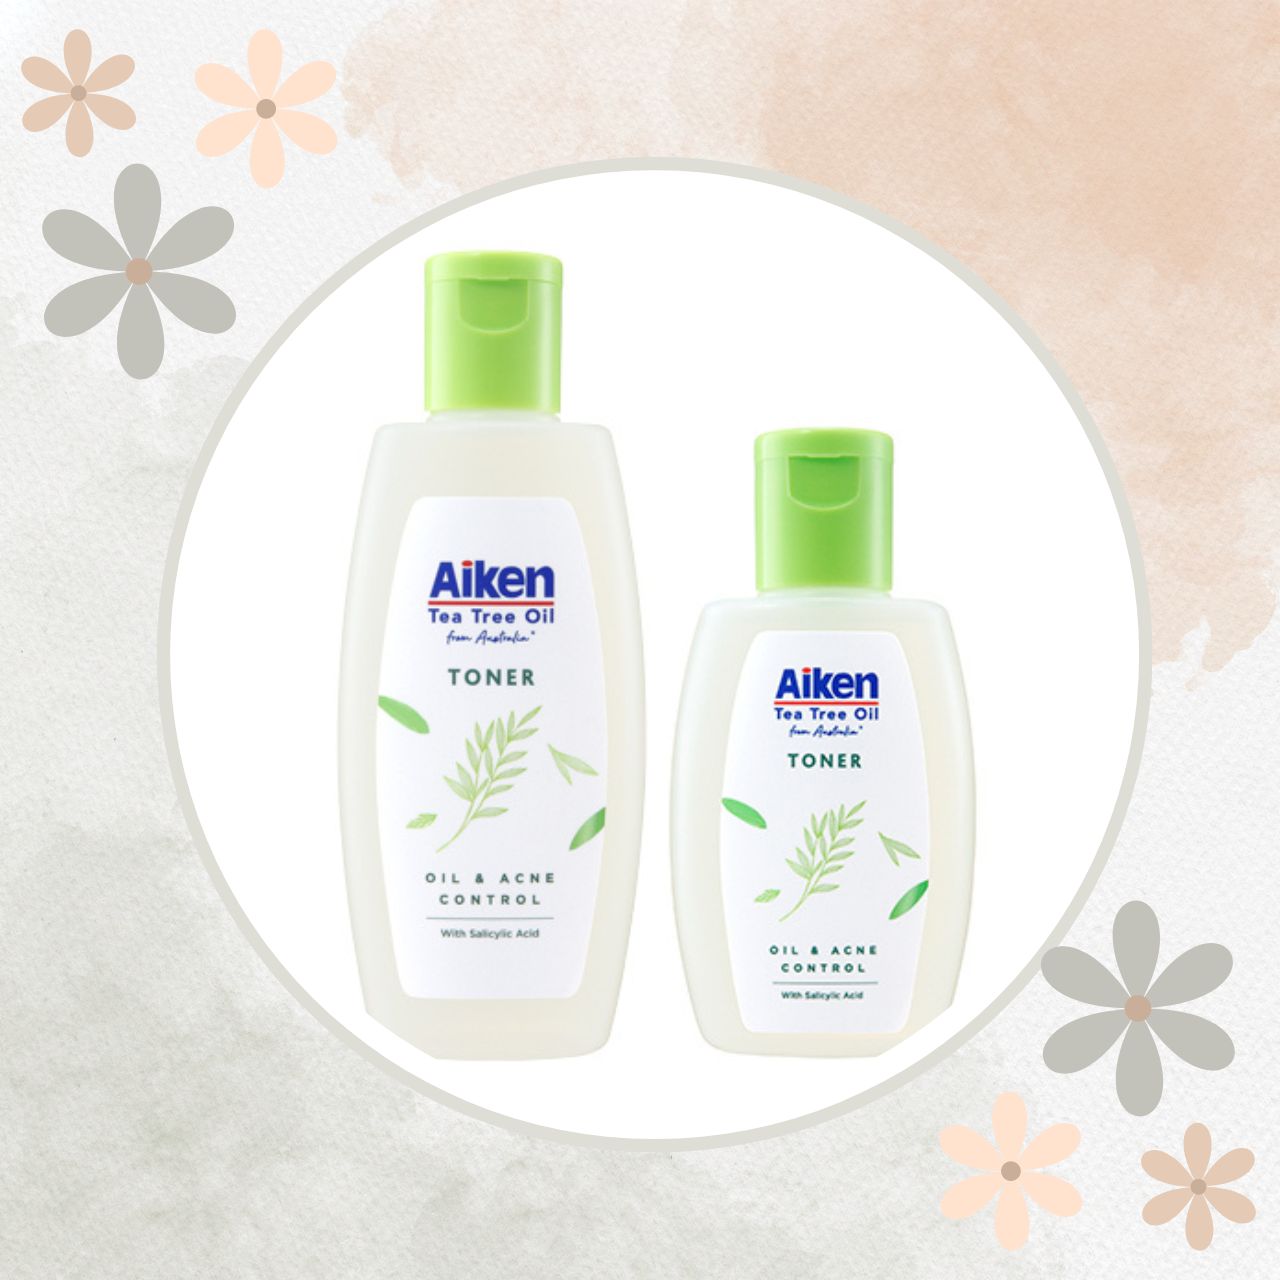 Aiken
Tea Tree Oil
from Australia*
TONER
OIL & ACNE
CONTROL
With Salicylic Acid
Aiken
Tea Tree Oil
from Australia*
TONER
OIL & ACNE
CONTROL
With Salicylic Acid